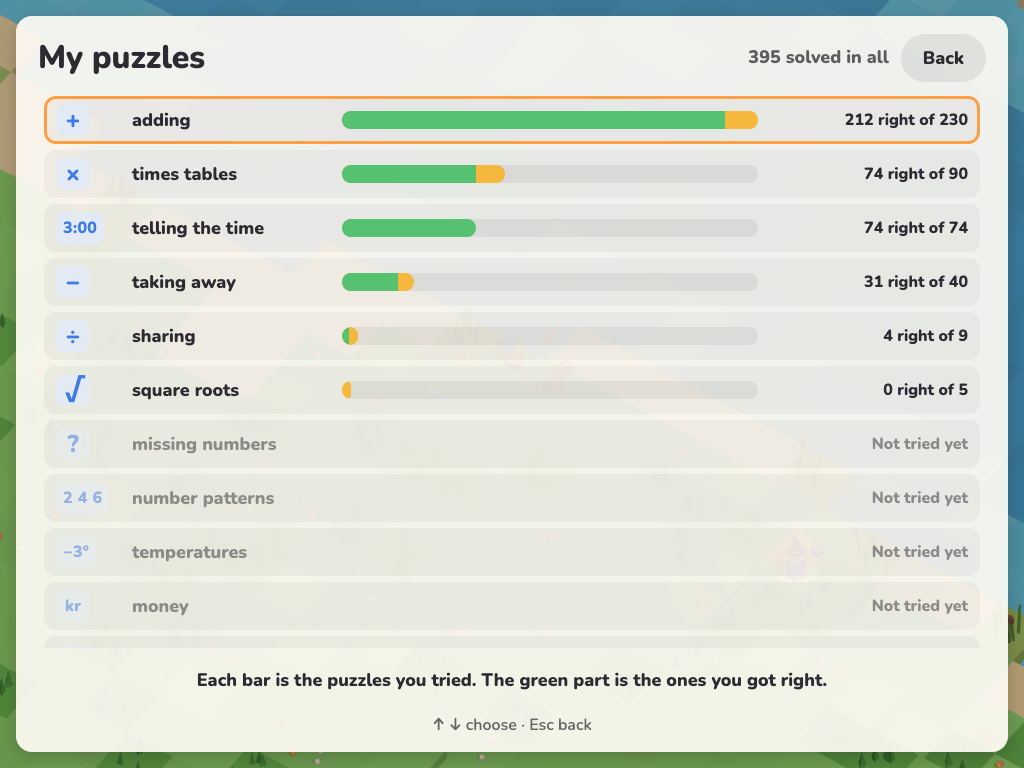 My puzzles
395 solved in all
Back
+ adding 212 right of 230
× times tables 74 right of 90
3:00 telling the time 74 right of 74
− taking away 31 right of 40
÷ sharing 4 right of 9
√ square roots 0 right of 5
? missing numbers Not tried yet
2 4 6 number patterns Not tried yet
−3° temperatures Not tried yet
kr money Not tried yet
Each bar is the puzzles you tried. The green part is the ones you got right.
↑ ↓ choose · Esc back